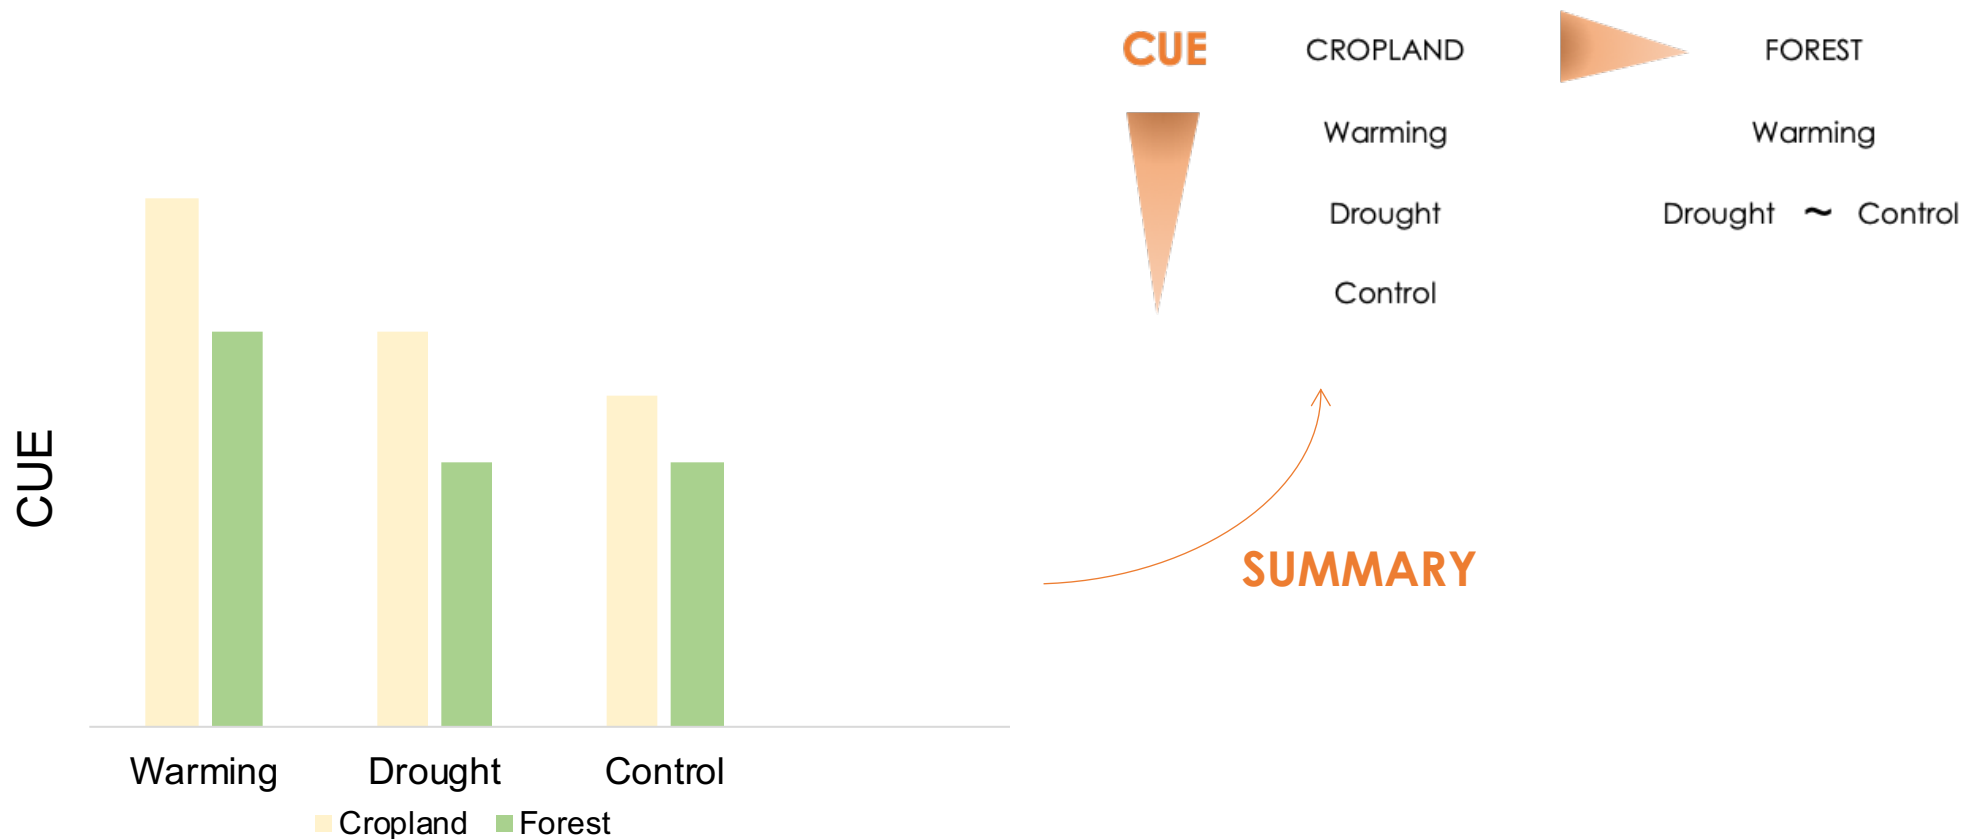 CUE CROPLAND FOREST
Warming Warming
Drought Drought ~ Control
Control
SUMMARY
CUE
Warming Drought Control
Cropland Forest